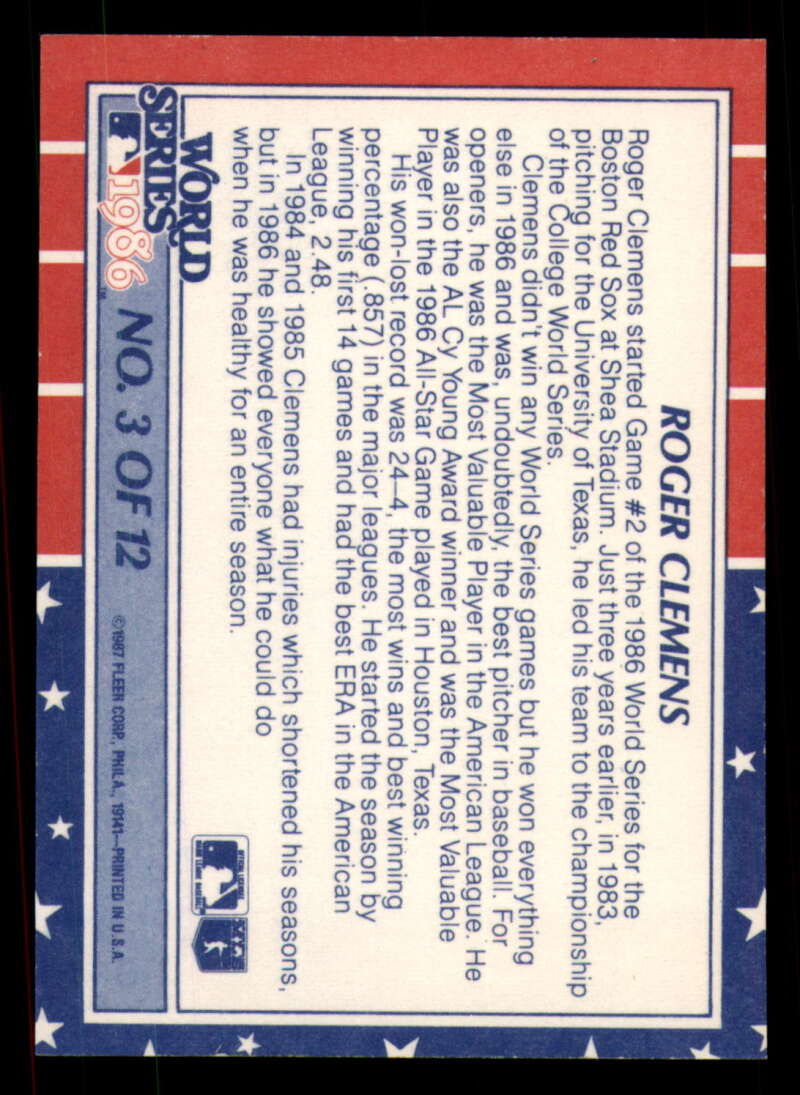 ROGER CLEMENS
Roger Clemens started Game #2 of the 1986 World Series for the
Boston Red Sox at Shea Stadium. Just three years earlier, in 1983,
pitching for the University of Texas, he led his team to the championship
of the College World Series.
Clemens didn't win any World Series games but he won everything
else in 1986 and was, undoubtedly, the best pitcher in baseball. For
openers, he was the Most Valuable Player in the American League. He
was also the AL Cy Young Award winner and was the Most Valuable
Player in the 1986 All-Star Game played in Houston, Texas.
His won-lost record was 24–4, the most wins and best winning
percentage (.857) in the major leagues. He started the season by
winning his first 14 games and had the best ERA in the American
League, 2.48.
In 1984 and 1985 Clemens had injuries which shortened his seasons,
but in 1986 he showed everyone what he could do
when he was healthy for an entire season.
WORLD
SERIES
1986 ™
NO. 3 OF 12
©1987 FLEER CORP., PHILA., 19141—PRINTED IN U.S.A.